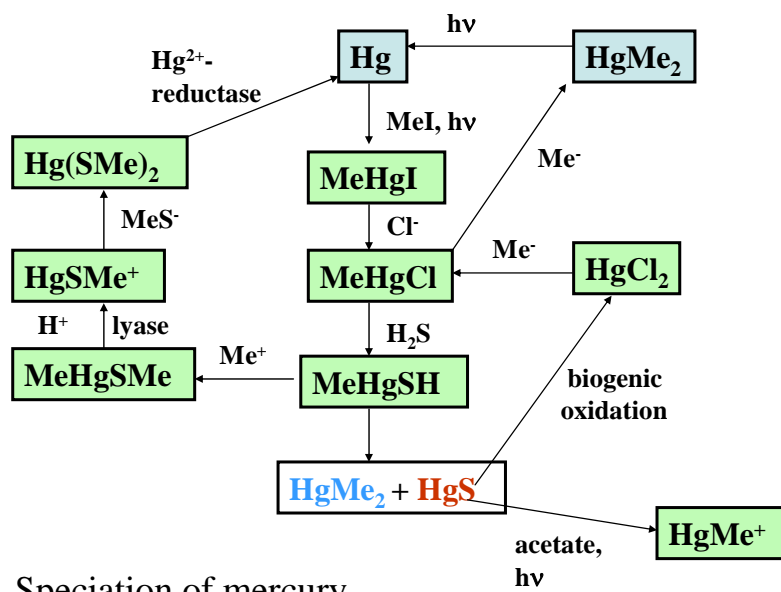 hν
Hg
HgMe₂
Hg²⁺-
reductase
MeI, hν
Me⁻
Hg(SMe)₂
MeHgI
MeS⁻
Cl⁻
Me⁻
HgSMe⁺
MeHgCl
HgCl₂
H⁺ lyase
H₂S
MeHgSMe
Me⁺
MeHgSH
biogenic
oxidation
HgMe₂ + HgS
HgMe⁺
acetate,
hν
Speciation of mercury